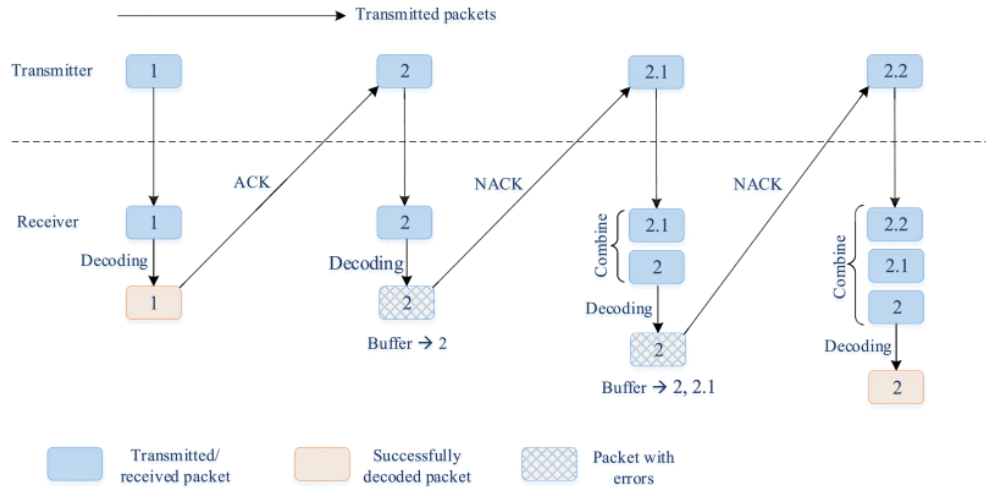 Transmitted packets
Transmitter
1
2
2.1
2.2
ACK
NACK
NACK
Receiver
1
2
2.1
2.2
Combine
2
2.1
Combine
2
Decoding
Decoding
Decoding
Decoding
1
2
2
2
Buffer → 2
Buffer → 2, 2.1
Transmitted/
received packet
Successfully
decoded packet
Packet with
errors